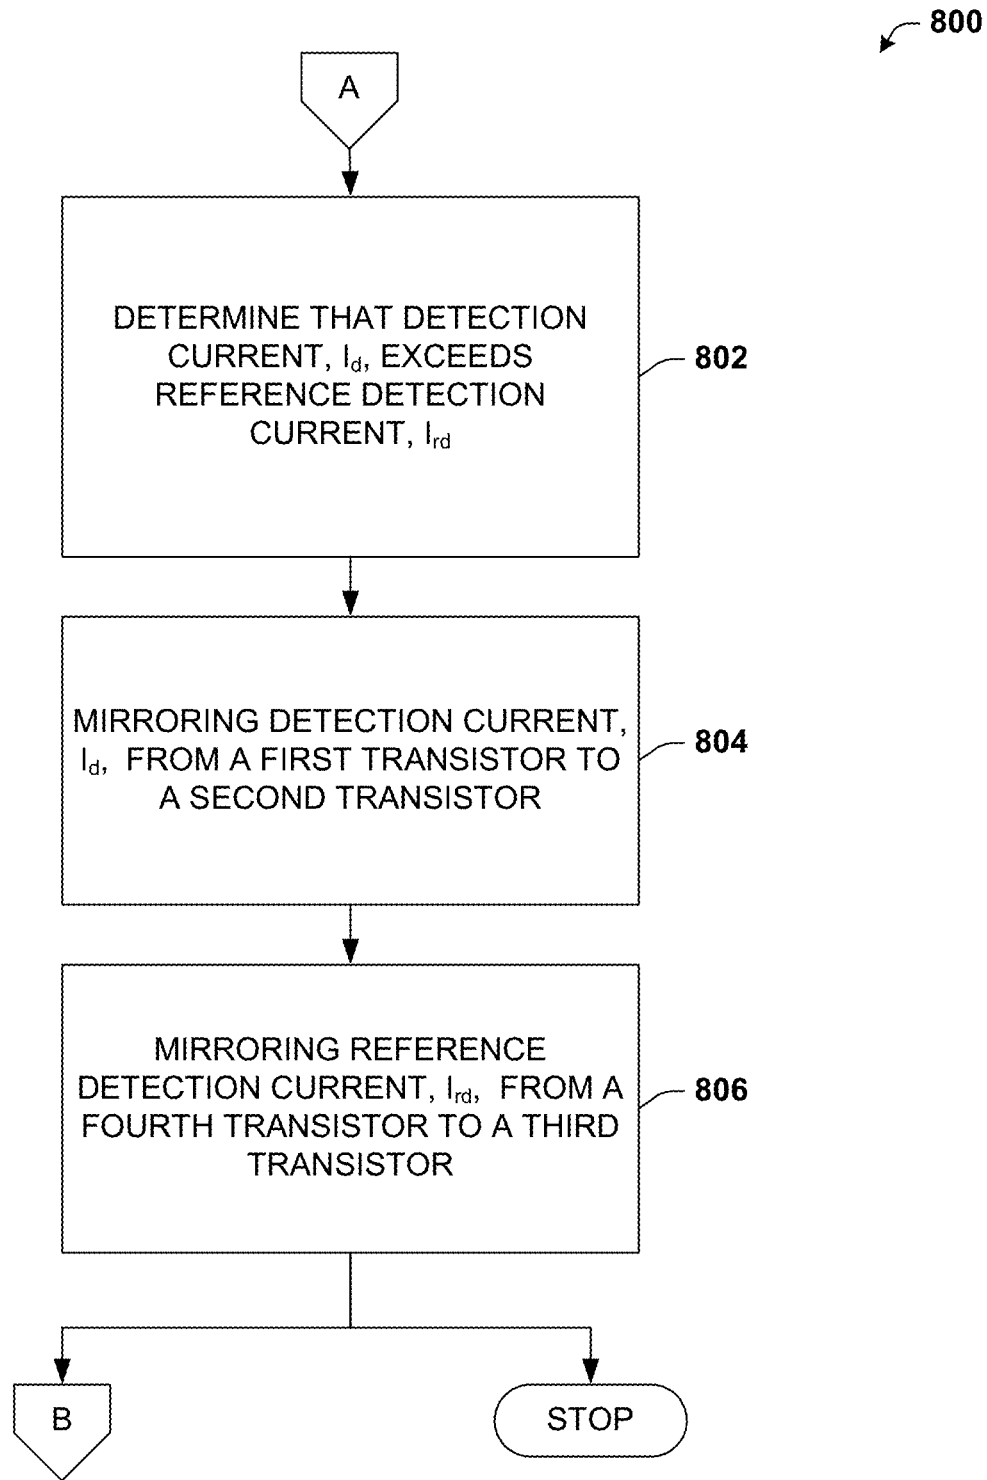 800
A
DETERMINE THAT DETECTION
CURRENT, Id, EXCEEDS
REFERENCE DETECTION
CURRENT, Ird
802
MIRRORING DETECTION CURRENT,
Id, FROM A FIRST TRANSISTOR TO
A SECOND TRANSISTOR
804
MIRRORING REFERENCE
DETECTION CURRENT, Ird, FROM A
FOURTH TRANSISTOR TO A THIRD
TRANSISTOR
806
B
STOP